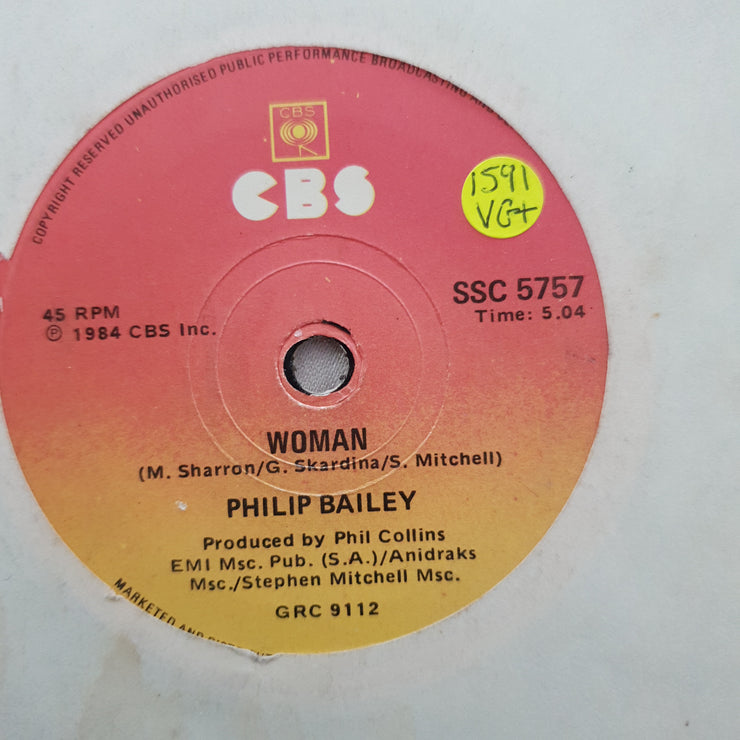 COPYRIGHT RESERVED UNAUTHORISED PUBLIC PERFORMANCE BROADCASTING
CBS
CBS
1591
VG+
45 RPM
Ⓟ 1984 CBS Inc.
SSC 5757
Time: 5.04
WOMAN
(M. Sharron/G. Skardina/S. Mitchell)
PHILIP BAILEY
Produced by Phil Collins
EMI Msc. Pub. (S.A.)/Anidraks
Msc./Stephen Mitchell Msc.
GRC 9112
MARKETED AND